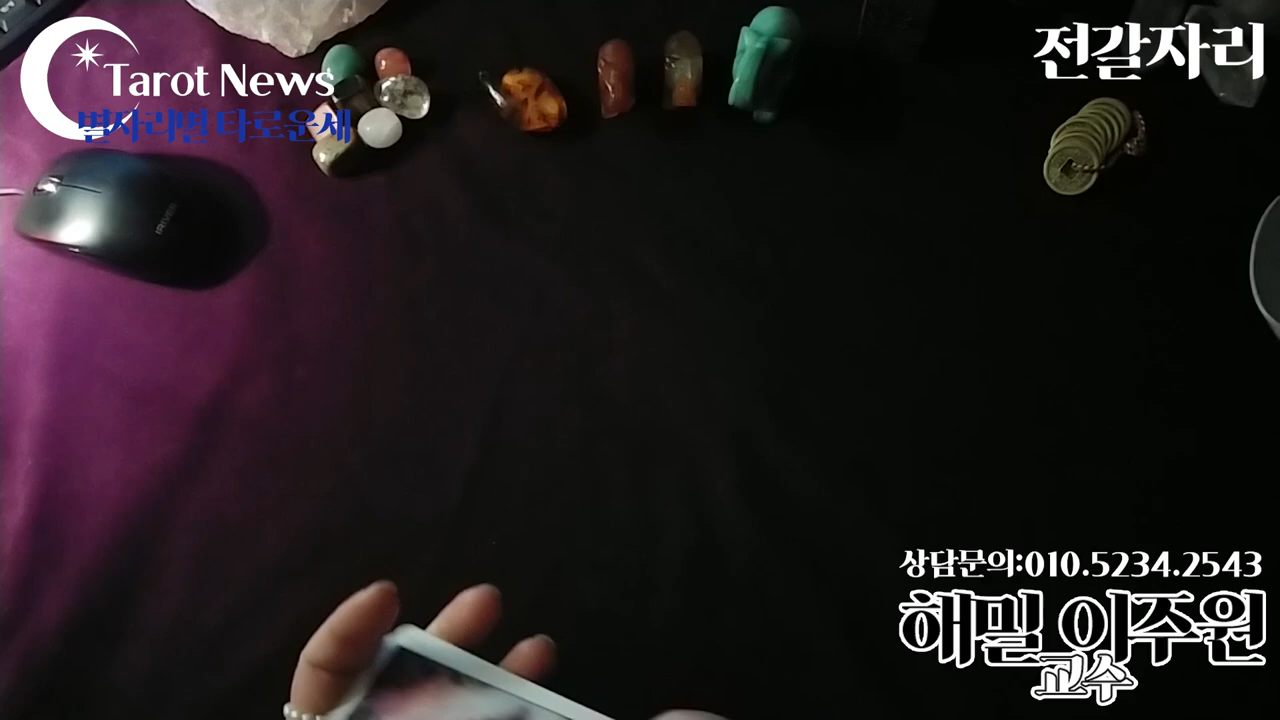 Tarot News
별자리별 타로운세
전갈자리
상담문의:010.5234.2543
해밀 이주원
교수